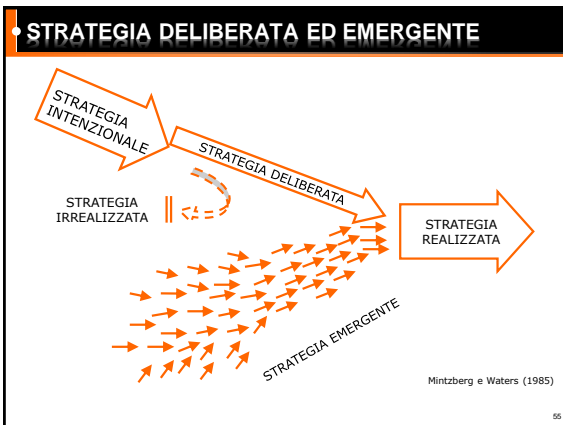 STRATEGIA DELIBERATA ED EMERGENTE
STRATEGIA
INTENZIONALE
STRATEGIA DELIBERATA
STRATEGIA
IRREALIZZATA
STRATEGIA
REALIZZATA
STRATEGIA EMERGENTE
Mintzberg e Waters (1985)
55